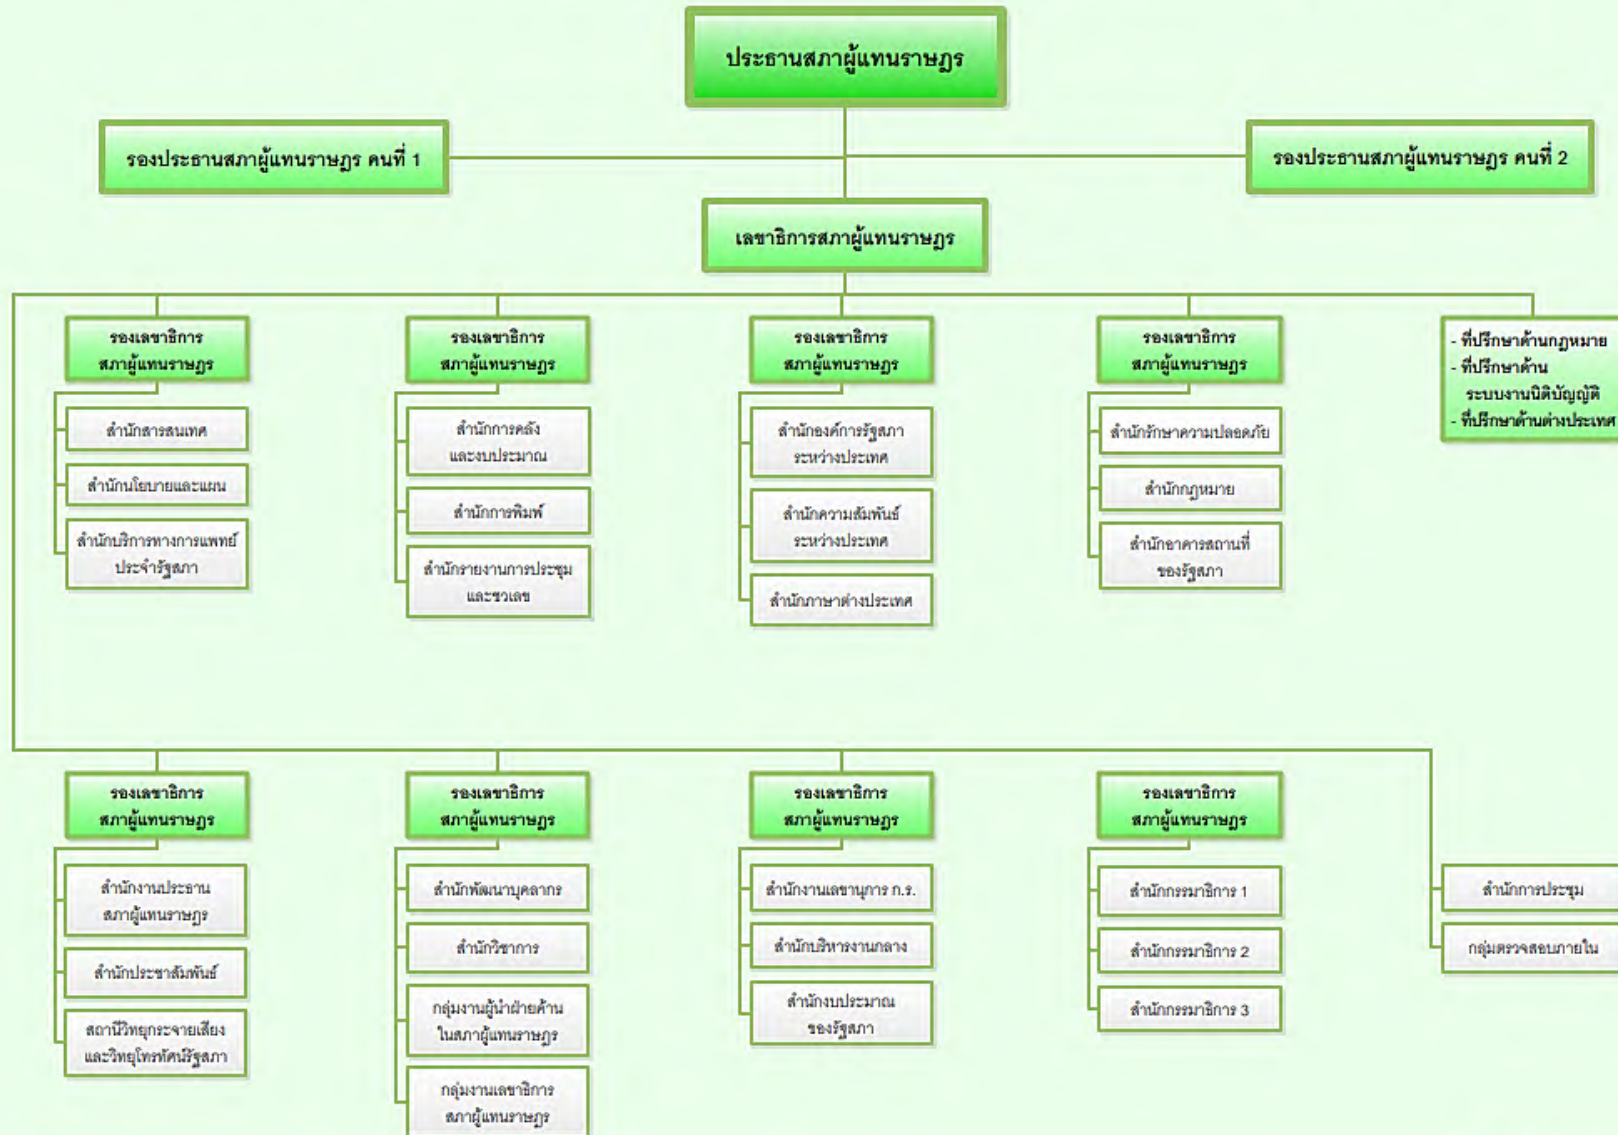 ประธานสภาผู้แทนราษฎร
รองประธานสภาผู้แทนราษฎร คนที่ 1
รองประธานสภาผู้แทนราษฎร คนที่ 2
เลขาธิการสภาผู้แทนราษฎร
รองเลขาธิการ
สภาผู้แทนราษฎร
สำนักสารสนเทศ
สำนักนโยบายและแผน
สำนักบริการทางการแพทย์
ประจำรัฐสภา
รองเลขาธิการ
สภาผู้แทนราษฎร
สำนักการคลัง
และงบประมาณ
สำนักการพิมพ์
สำนักรายงานการประชุม
และชวเลข
รองเลขาธิการ
สภาผู้แทนราษฎร
สำนักองค์การรัฐสภา
ระหว่างประเทศ
สำนักความสัมพันธ์
ระหว่างประเทศ
สำนักภาษาต่างประเทศ
รองเลขาธิการ
สภาผู้แทนราษฎร
สำนักรักษาความปลอดภัย
สำนักกฎหมาย
สำนักอาคารสถานที่
ของรัฐสภา
- ที่ปรึกษาด้านกฎหมาย
- ที่ปรึกษาด้าน
ระบบงานนิติบัญญัติ
- ที่ปรึกษาด้านต่างประเทศ
รองเลขาธิการ
สภาผู้แทนราษฎร
สำนักงานประธาน
สภาผู้แทนราษฎร
สำนักประชาสัมพันธ์
สถานีวิทยุกระจายเสียง
และวิทยุโทรทัศน์รัฐสภา
รองเลขาธิการ
สภาผู้แทนราษฎร
สำนักพัฒนาบุคลากร
สำนักวิชาการ
กลุ่มงานผู้นำฝ่ายค้าน
ในสภาผู้แทนราษฎร
กลุ่มงานเลขาธิการ
สภาผู้แทนราษฎร
รองเลขาธิการ
สภาผู้แทนราษฎร
สำนักงานเลขานุการ ก.ร.
สำนักบริหารงานกลาง
สำนักงบประมาณ
ของรัฐสภา
รองเลขาธิการ
สภาผู้แทนราษฎร
สำนักกรรมาธิการ 1
สำนักกรรมาธิการ 2
สำนักกรรมาธิการ 3
สำนักการประชุม
กลุ่มตรวจสอบภายใน